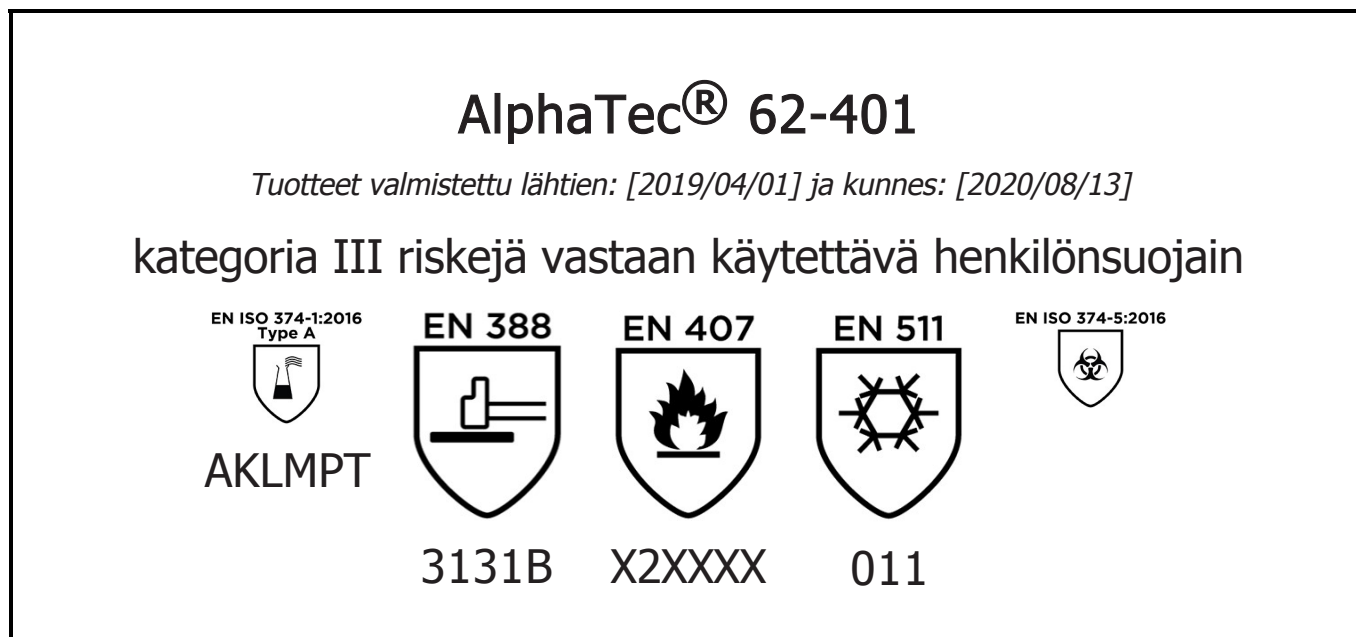 AlphaTec® 62-401
Tuotteet valmistettu lähtien: [2019/04/01] ja kunnes: [2020/08/13]
kategoria III riskejä vastaan käytettävä henkilönsuojain
EN ISO 374-1:2016
Type A
AKLMPT
EN 388
3131B
EN 407
X2XXXX
EN 511
011
EN ISO 374-5:2016